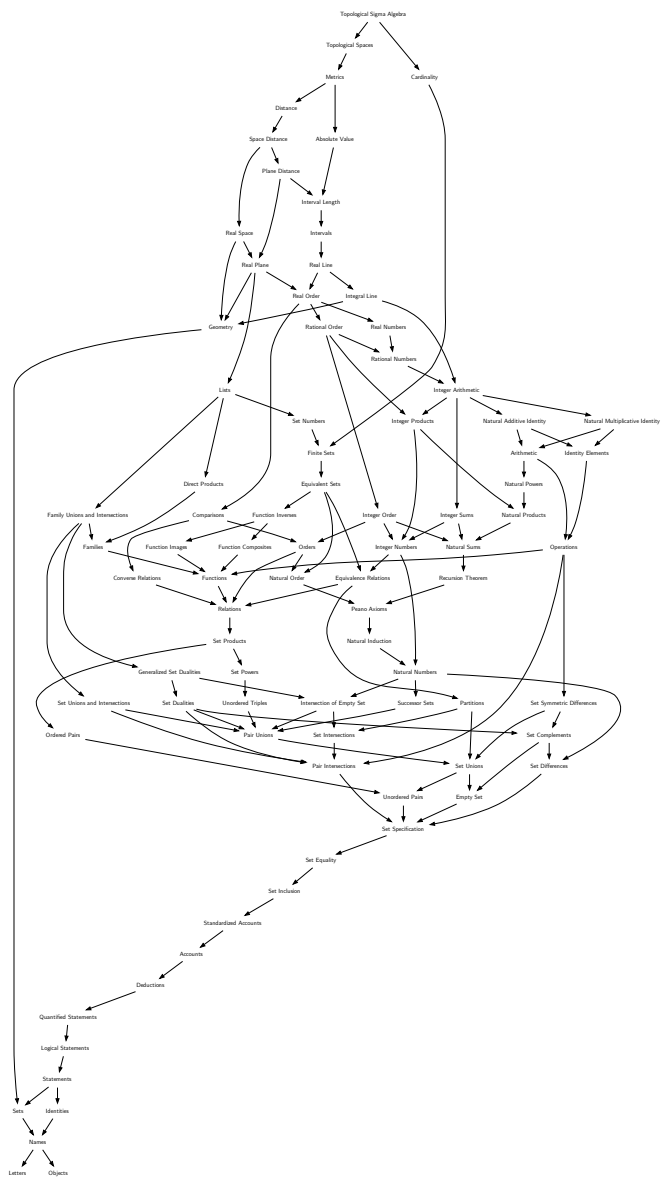 Topological Sigma Algebra
Topological Spaces
Metrics
Cardinality
Distance
Space Distance
Absolute Value
Plane Distance
Interval Length
Real Space
Intervals
Real Plane
Real Line
Real Order
Integral Line
Geometry
Rational Order
Real Numbers
Rational Numbers
Lists
Integer Arithmetic
Set Numbers
Integer Products
Natural Additive Identity
Natural Multiplicative Identity
Finite Sets
Arithmetic
Identity Elements
Direct Products
Equivalent Sets
Natural Powers
Family Unions and Intersections
Comparisons
Function Inverses
Integer Order
Integer Sums
Natural Products
Families
Function Images
Function Composites
Orders
Integer Numbers
Natural Sums
Operations
Converse Relations
Functions
Natural Order
Equivalence Relations
Recursion Theorem
Relations
Peano Axioms
Set Products
Natural Induction
Generalized Set Dualities
Set Powers
Natural Numbers
Set Unions and Intersections
Set Dualities
Unordered Triples
Intersection of Empty Set
Successor Sets
Partitions
Set Symmetric Differences
Ordered Pairs
Pair Unions
Set Intersections
Set Complements
Pair Intersections
Set Unions
Set Differences
Unordered Pairs
Empty Set
Set Specification
Set Equality
Set Inclusion
Standardized Accounts
Accounts
Deductions
Quantified Statements
Logical Statements
Statements
Sets
Identities
Names
Letters
Objects